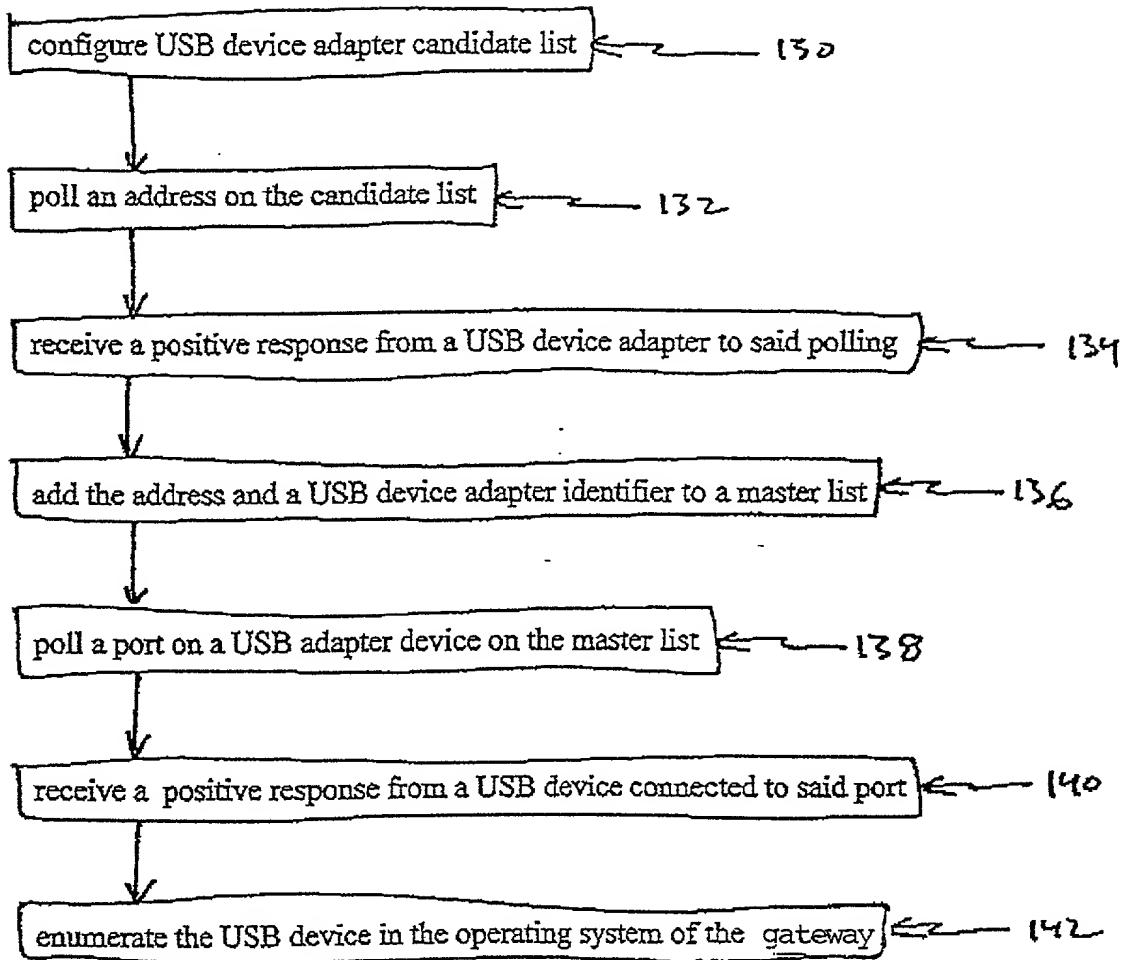 configure USB device adapter candidate list 130
poll an address on the candidate list 132
receive a positive response from a USB device adapter to said polling 134
add the address and a USB device adapter identifier to a master list 136
poll a port on a USB adapter device on the master list 138
receive a positive response from a USB device connected to said port 140
enumerate the USB device in the operating system of the gateway 142